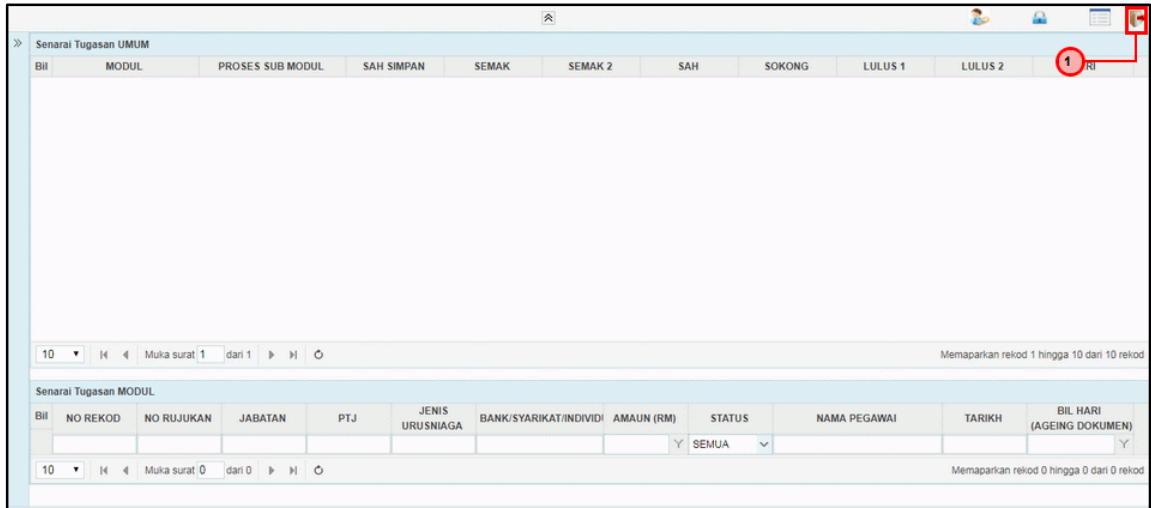 Senarai Tugasan UMUM
Bil MODUL PROSES SUB MODUL SAH SIMPAN SEMAK SEMAK 2 SAH SOKONG LULUS 1 LULUS 2 RI
1
10 Muka surat 1 dari 1 Memaparkan rekod 1 hingga 10 dari 10 rekod
Senarai Tugasan MODUL
Bil NO REKOD NO RUJUKAN JABATAN PTJ JENIS URUSNIAGA BANK/SYARIKAT/INDIVIDU AMAUN (RM) STATUS NAMA PEGAWAI TARIKH BIL HARI (AGEING DOKUMEN)
SEMUA
10 Muka surat 0 dari 0 Memaparkan rekod 0 hingga 0 dari 0 rekod